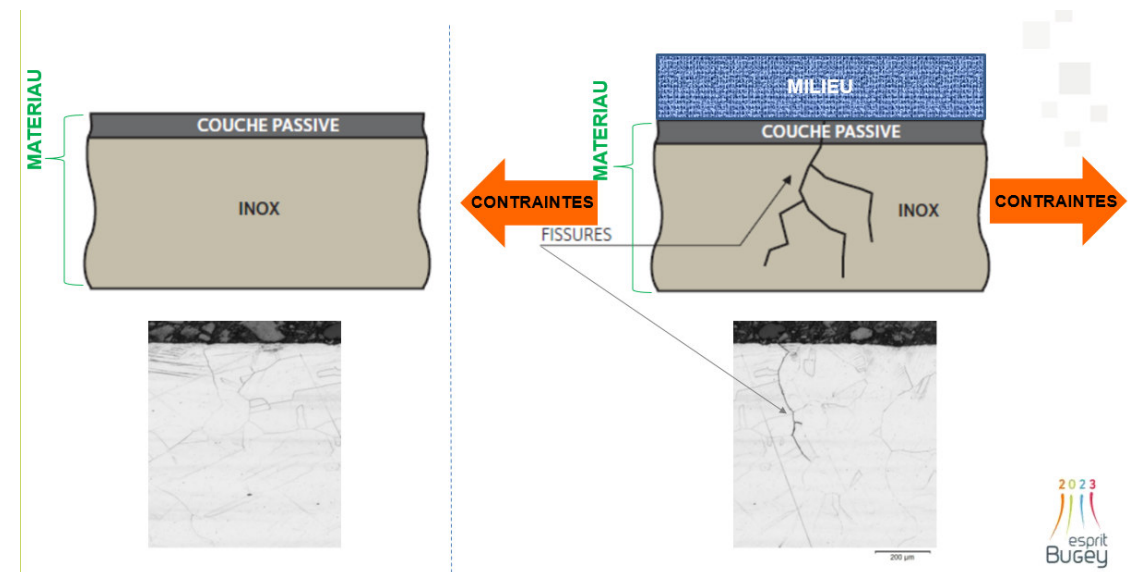 MATERIAU
COUCHE PASSIVE
INOX
MILIEU
MATERIAU
COUCHE PASSIVE
CONTRAINTES
INOX
CONTRAINTES
FISSURES
200 µm
2023
esprit
Bugey